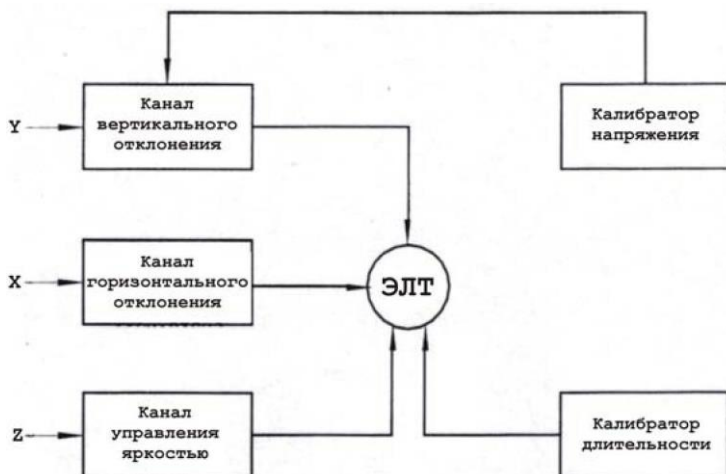 Y
Канал
вертикального
отклонения
Калибратор
напряжения
X
Канал
горизонтального
отклонения
ЭЛТ
Z
Канал
управления
яркостью
Калибратор
длительности